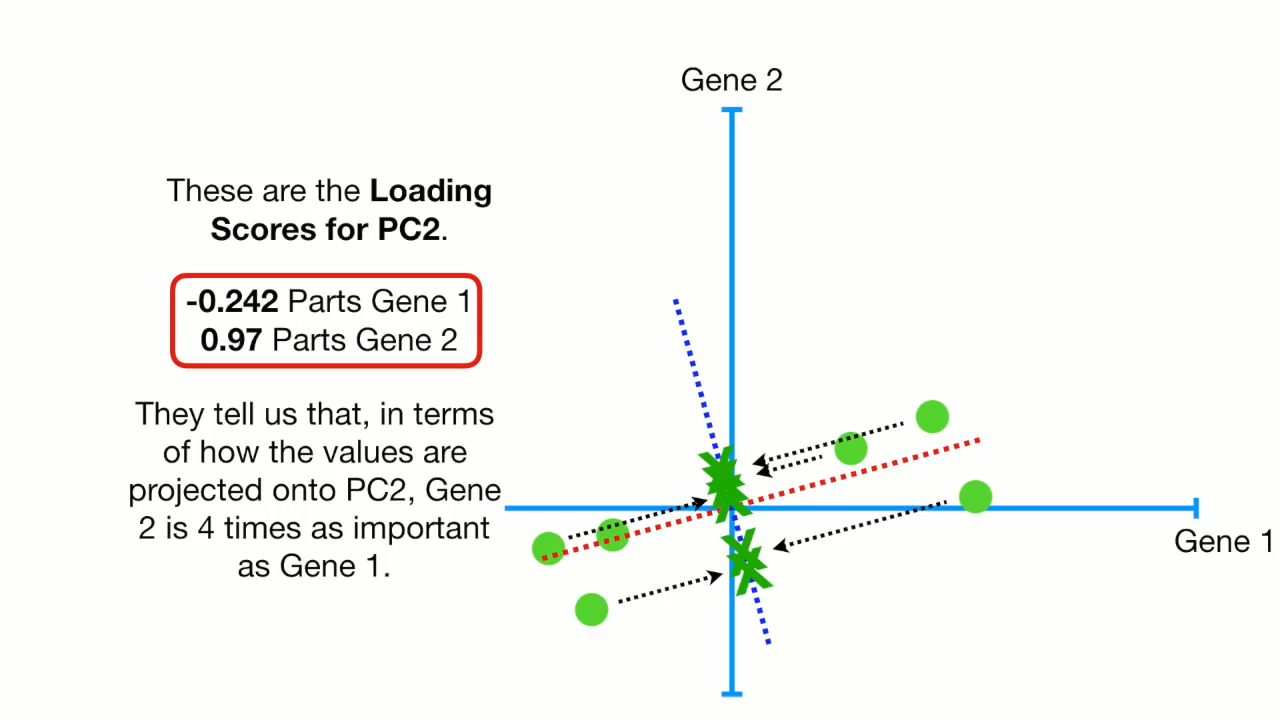 Gene 2
These are the Loading
Scores for PC2.
-0.242 Parts Gene 1
0.97 Parts Gene 2
They tell us that, in terms
of how the values are
projected onto PC2, Gene
2 is 4 times as important
as Gene 1.
Gene 1